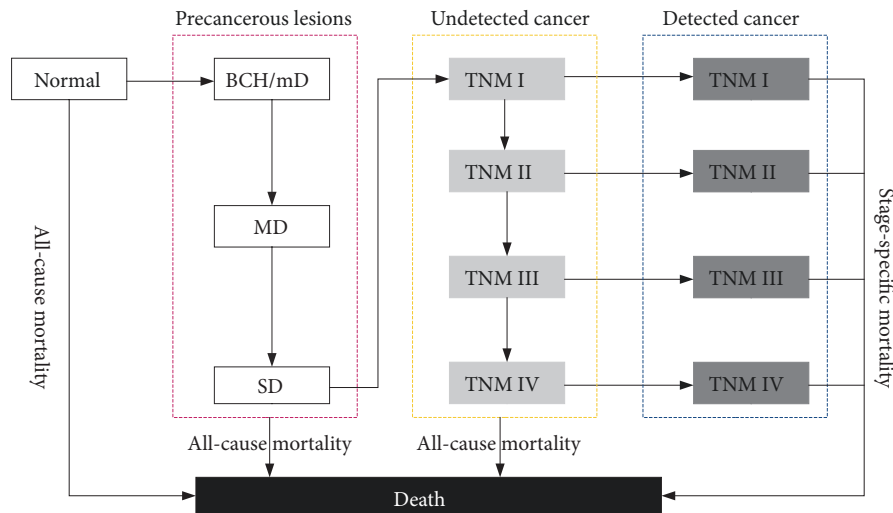 Precancerous lesions
Undetected cancer
Detected cancer
Normal
BCH/mD
TNM I
TNM I
TNM II
TNM II
MD
TNM III
TNM III
SD
TNM IV
TNM IV
All-cause
mortality
Stage-specific mortality
All-cause mortality
All-cause mortality
Death